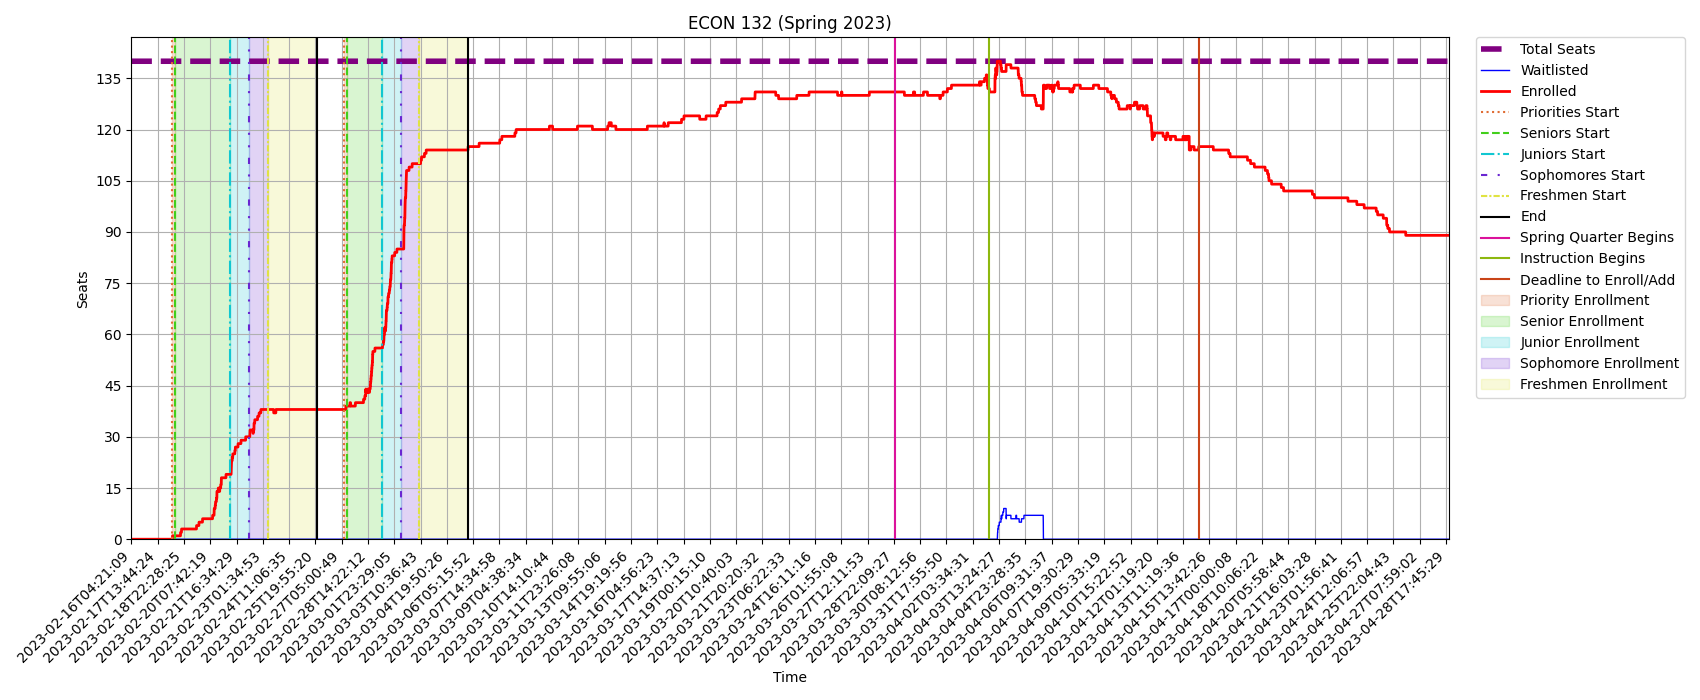 ECON 132 (Spring 2023)
Seats
135
120
105
90
75
60
45
30
15
0
2023-02-16T04:21:09
2023-02-17T13:44:24
2023-02-18T22:28:25
2023-02-20T07:42:19
2023-02-21T16:34:29
2023-02-23T01:34:53
2023-02-24T11:06:35
2023-02-25T19:55:20
2023-02-27T05:00:49
2023-02-28T14:22:12
2023-03-01T23:29:05
2023-03-03T10:36:43
2023-03-04T19:50:26
2023-03-06T05:15:52
2023-03-07T14:34:58
2023-03-09T04:38:34
2023-03-10T14:10:44
2023-03-11T23:26:08
2023-03-13T09:55:06
2023-03-14T19:19:56
2023-03-16T04:56:23
2023-03-17T14:37:13
2023-03-19T00:15:10
2023-03-20T10:40:03
2023-03-21T20:20:32
2023-03-23T06:22:33
2023-03-24T16:11:16
2023-03-26T01:55:08
2023-03-27T12:11:53
2023-03-28T22:09:27
2023-03-30T08:12:56
2023-03-31T17:55:50
2023-04-02T03:34:31
2023-04-03T13:24:27
2023-04-04T23:28:35
2023-04-06T09:31:37
2023-04-07T19:30:29
2023-04-09T05:33:19
2023-04-10T15:22:52
2023-04-12T01:19:20
2023-04-13T11:19:36
2023-04-15T13:42:26
2023-04-17T00:00:08
2023-04-18T10:06:22
2023-04-20T05:58:44
2023-04-21T16:03:28
2023-04-23T01:56:41
2023-04-24T12:06:57
2023-04-25T22:04:43
2023-04-27T07:59:02
2023-04-28T17:45:29
Time
Total Seats
Waitlisted
Enrolled
Priorities Start
Seniors Start
Juniors Start
Sophomores Start
Freshmen Start
End
Spring Quarter Begins
Instruction Begins
Deadline to Enroll/Add
Priority Enrollment
Senior Enrollment
Junior Enrollment
Sophomore Enrollment
Freshmen Enrollment